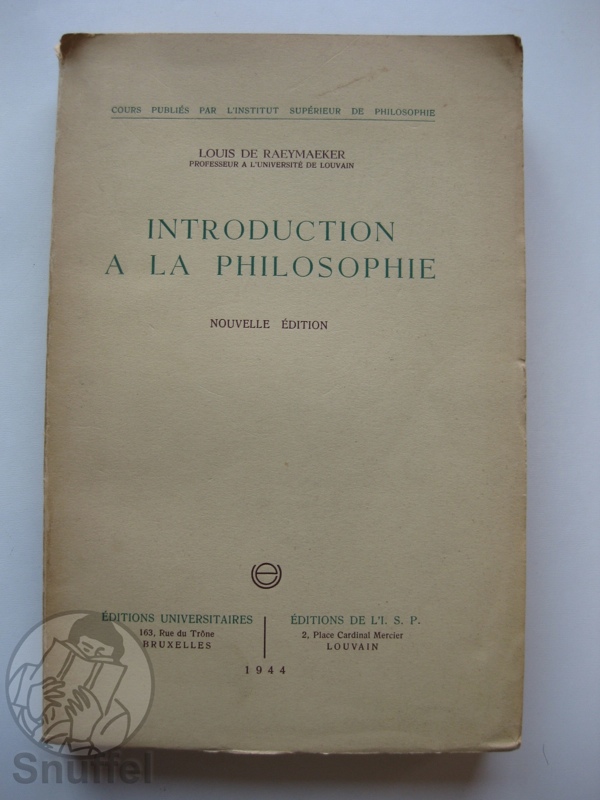 COURS PUBLIÉS PAR L'INSTITUT SUPÉRIEUR DE PHILOSOPHIE
LOUIS DE RAEYMAEKER
PROFESSEUR A L'UNIVERSITÉ DE LOUVAIN
INTRODUCTION
A LA PHILOSOPHIE
NOUVELLE ÉDITION
ÉDITIONS UNIVERSITAIRES
163, Rue du Trône
BRUXELLES
ÉDITIONS DE L'I. S. P.
2, Place Cardinal Mercier
LOUVAIN
1944
Snuffel